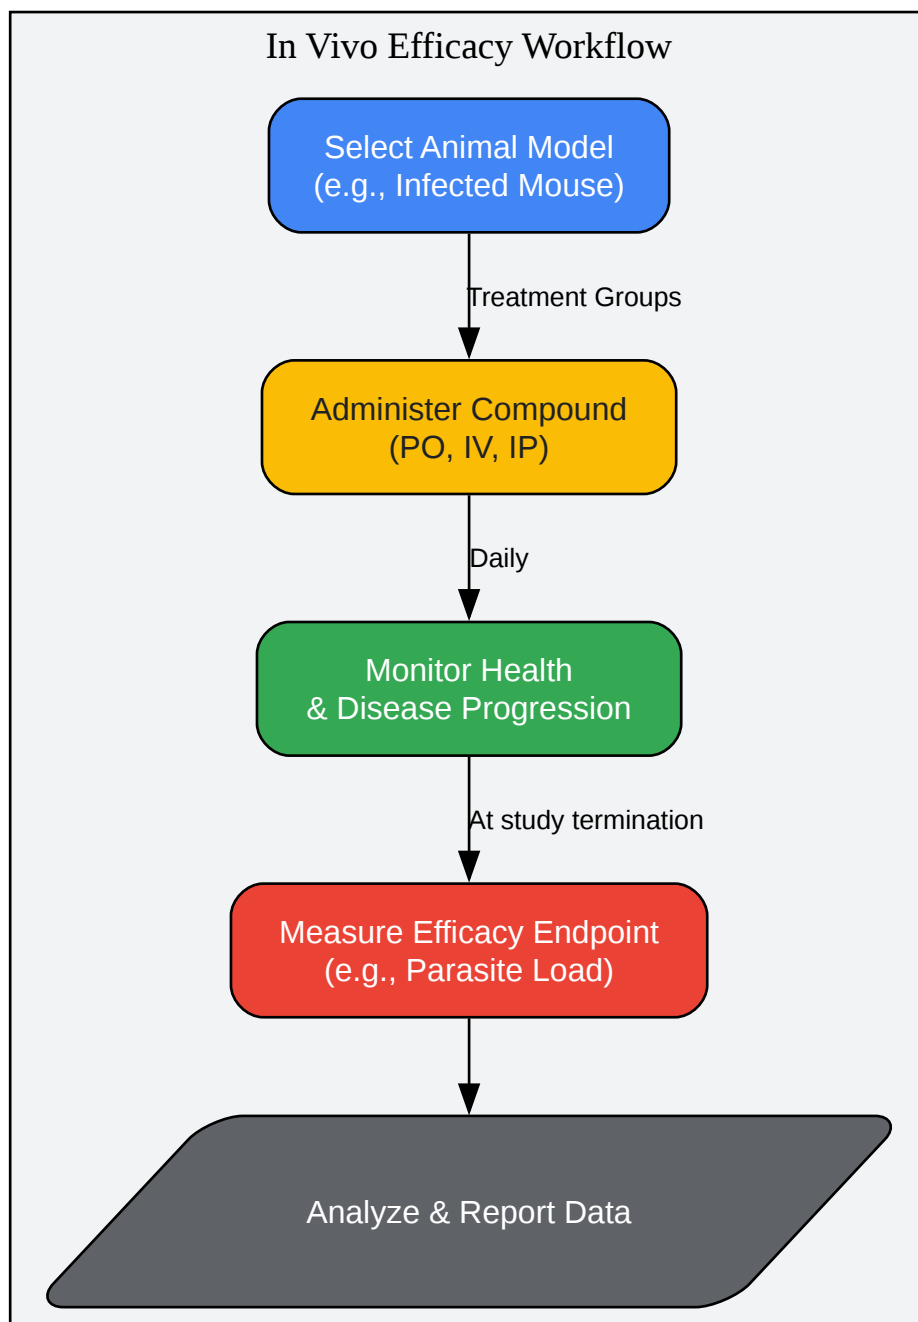 In Vivo Efficacy Workflow
Select Animal Model
(e.g., Infected Mouse)
Treatment Groups
Administer Compound
(PO, IV, IP)
Daily
Monitor Health
& Disease Progression
At study termination
Measure Efficacy Endpoint
(e.g., Parasite Load)
Analyze & Report Data